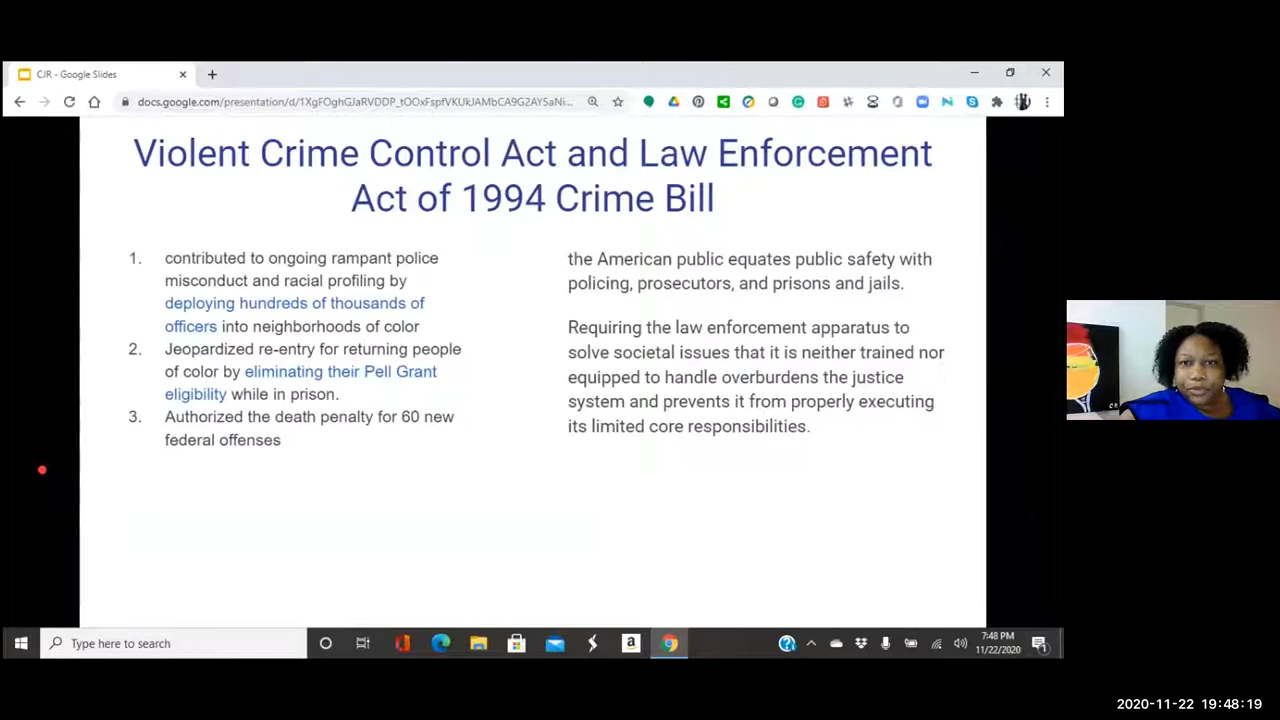 CJR - Google Slides
docs.google.com/presentation/d/1XgFOghGJaRVDDP_tOOxFspfVKUkJAMbCA9G2AY5aNi...
Violent Crime Control Act and Law Enforcement
Act of 1994 Crime Bill
1. contributed to ongoing rampant police
misconduct and racial profiling by
deploying hundreds of thousands of
officers into neighborhoods of color
2. Jeopardized re-entry for returning people
of color by eliminating their Pell Grant
eligibility while in prison.
3. Authorized the death penalty for 60 new
federal offenses
the American public equates public safety with
policing, prosecutors, and prisons and jails.
Requiring the law enforcement apparatus to
solve societal issues that it is neither trained nor
equipped to handle overburdens the justice
system and prevents it from properly executing
its limited core responsibilities.
Type here to search
7:48 PM
11/22/2020
2020-11-22 19:48:19